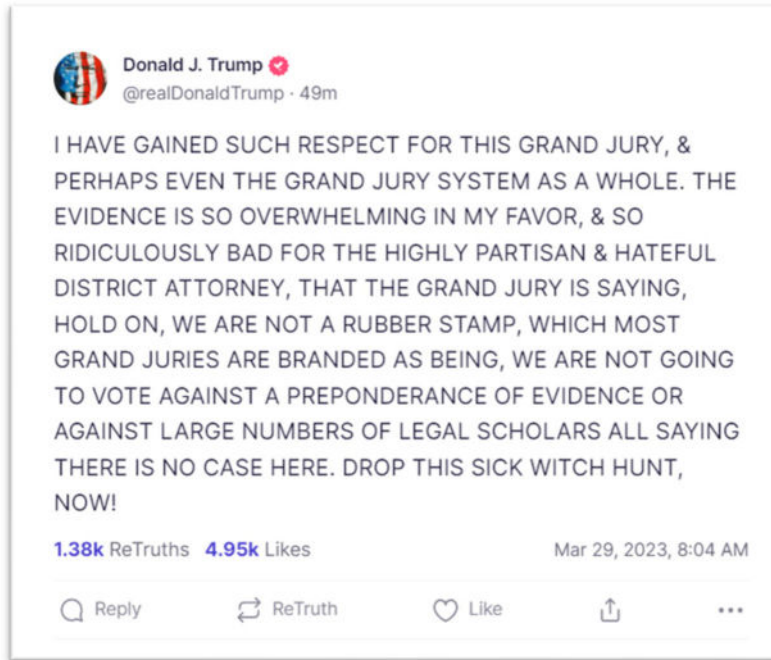 Donald J. Trump
@realDonaldTrump · 49m
I HAVE GAINED SUCH RESPECT FOR THIS GRAND JURY, &
PERHAPS EVEN THE GRAND JURY SYSTEM AS A WHOLE. THE
EVIDENCE IS SO OVERWHELMING IN MY FAVOR, & SO
RIDICULOUSLY BAD FOR THE HIGHLY PARTISAN & HATEFUL
DISTRICT ATTORNEY, THAT THE GRAND JURY IS SAYING,
HOLD ON, WE ARE NOT A RUBBER STAMP, WHICH MOST
GRAND JURIES ARE BRANDED AS BEING, WE ARE NOT GOING
TO VOTE AGAINST A PREPONDERANCE OF EVIDENCE OR
AGAINST LARGE NUMBERS OF LEGAL SCHOLARS ALL SAYING
THERE IS NO CASE HERE. DROP THIS SICK WITCH HUNT,
NOW!
1.38k ReTruths 4.95k Likes Mar 29, 2023, 8:04 AM
Reply ReTruth Like